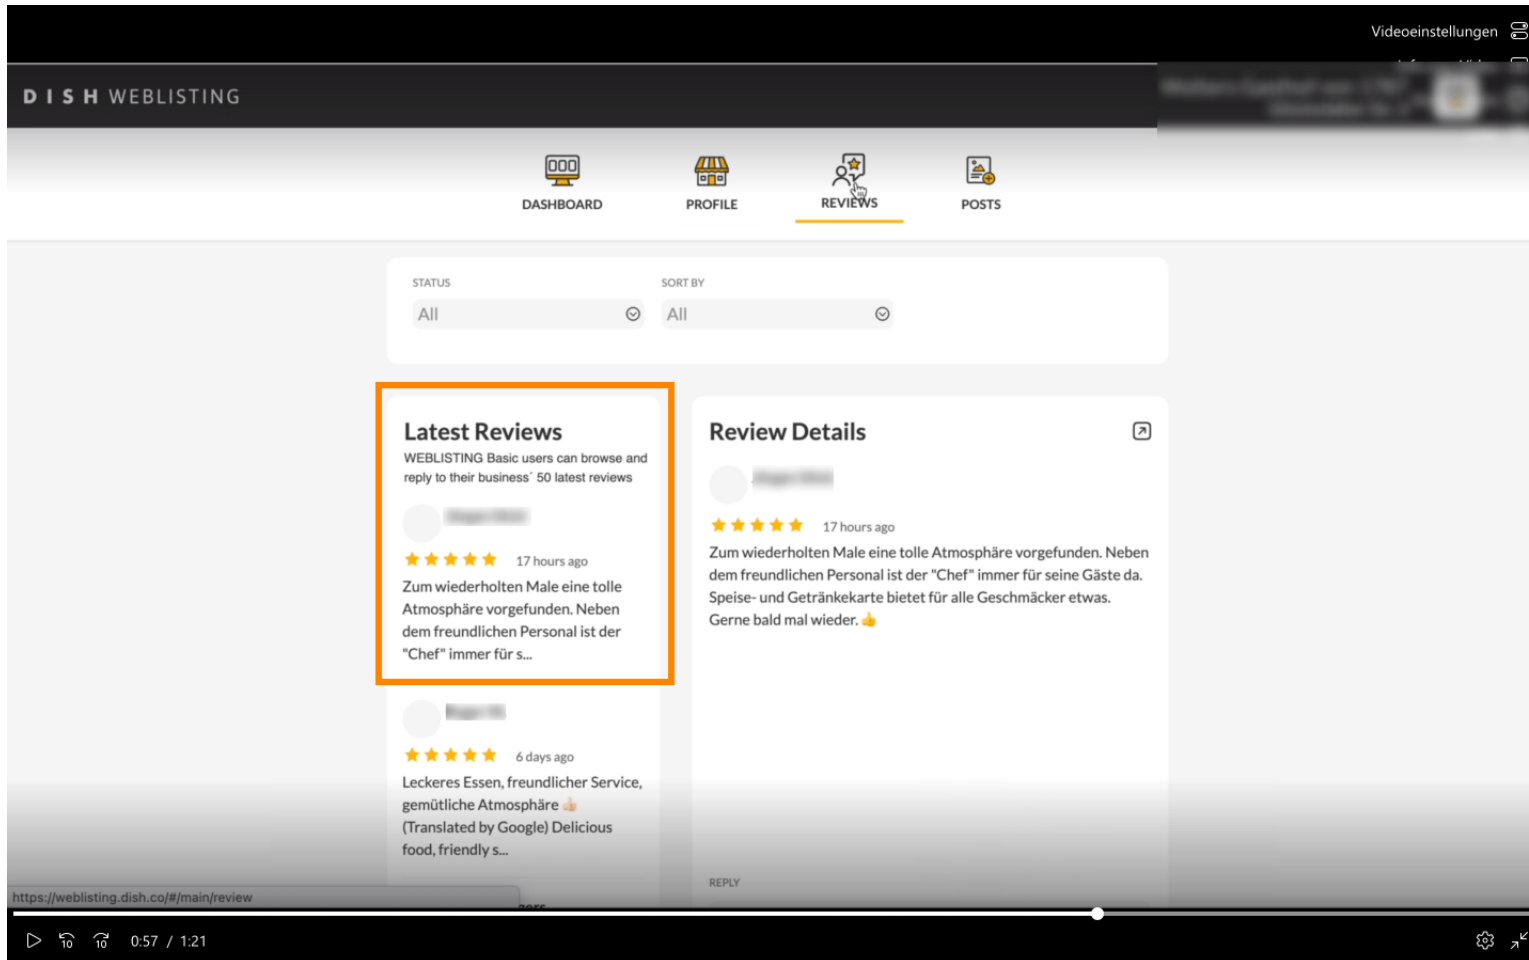 Videoeinstellungen
DISH WEBLISTING
DASHBOARD
PROFILE
REVIEWS
POSTS
STATUS
SORT BY
All
All
Latest Reviews
WEBLISTING Basic users can browse and
reply to their business´ 50 latest reviews
17 hours ago
Zum wiederholten Male eine tolle
Atmosphäre vorgefunden. Neben
dem freundlichen Personal ist der
"Chef" immer für s...
6 days ago
Leckeres Essen, freundlicher Service,
gemütliche Atmosphäre 👍
(Translated by Google) Delicious
food, friendly s...
Review Details
17 hours ago
Zum wiederholten Male eine tolle Atmosphäre vorgefunden. Neben
dem freundlichen Personal ist der "Chef" immer für seine Gäste da.
Speise- und Getränkekarte bietet für alle Geschmäcker etwas.
Gerne bald mal wieder. 👍
REPLY
https://weblisting.dish.co/#/main/review
10
10
0:57 / 1:21